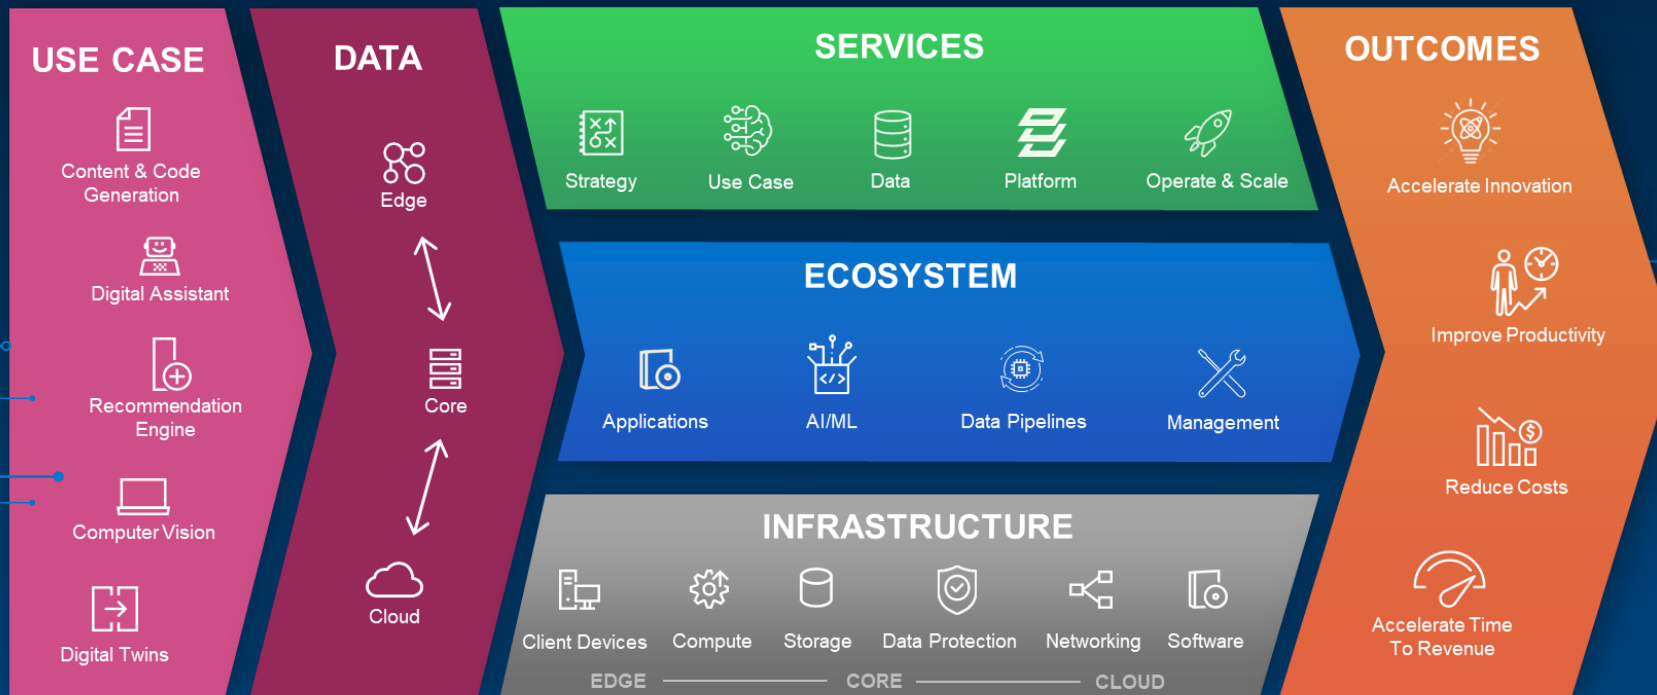 USE CASE
Content & Code
Generation
Digital Assistant
Recommendation
Engine
Computer Vision
Digital Twins
DATA
Edge
Core
Cloud
SERVICES
Strategy
Use Case
Data
Platform
Operate & Scale
ECOSYSTEM
Applications
AI/ML
Data Pipelines
Management
INFRASTRUCTURE
Client Devices
Compute
Storage
Data Protection
Networking
Software
EDGE
CORE
CLOUD
OUTCOMES
Accelerate Innovation
Improve Productivity
Reduce Costs
Accelerate Time
To Revenue